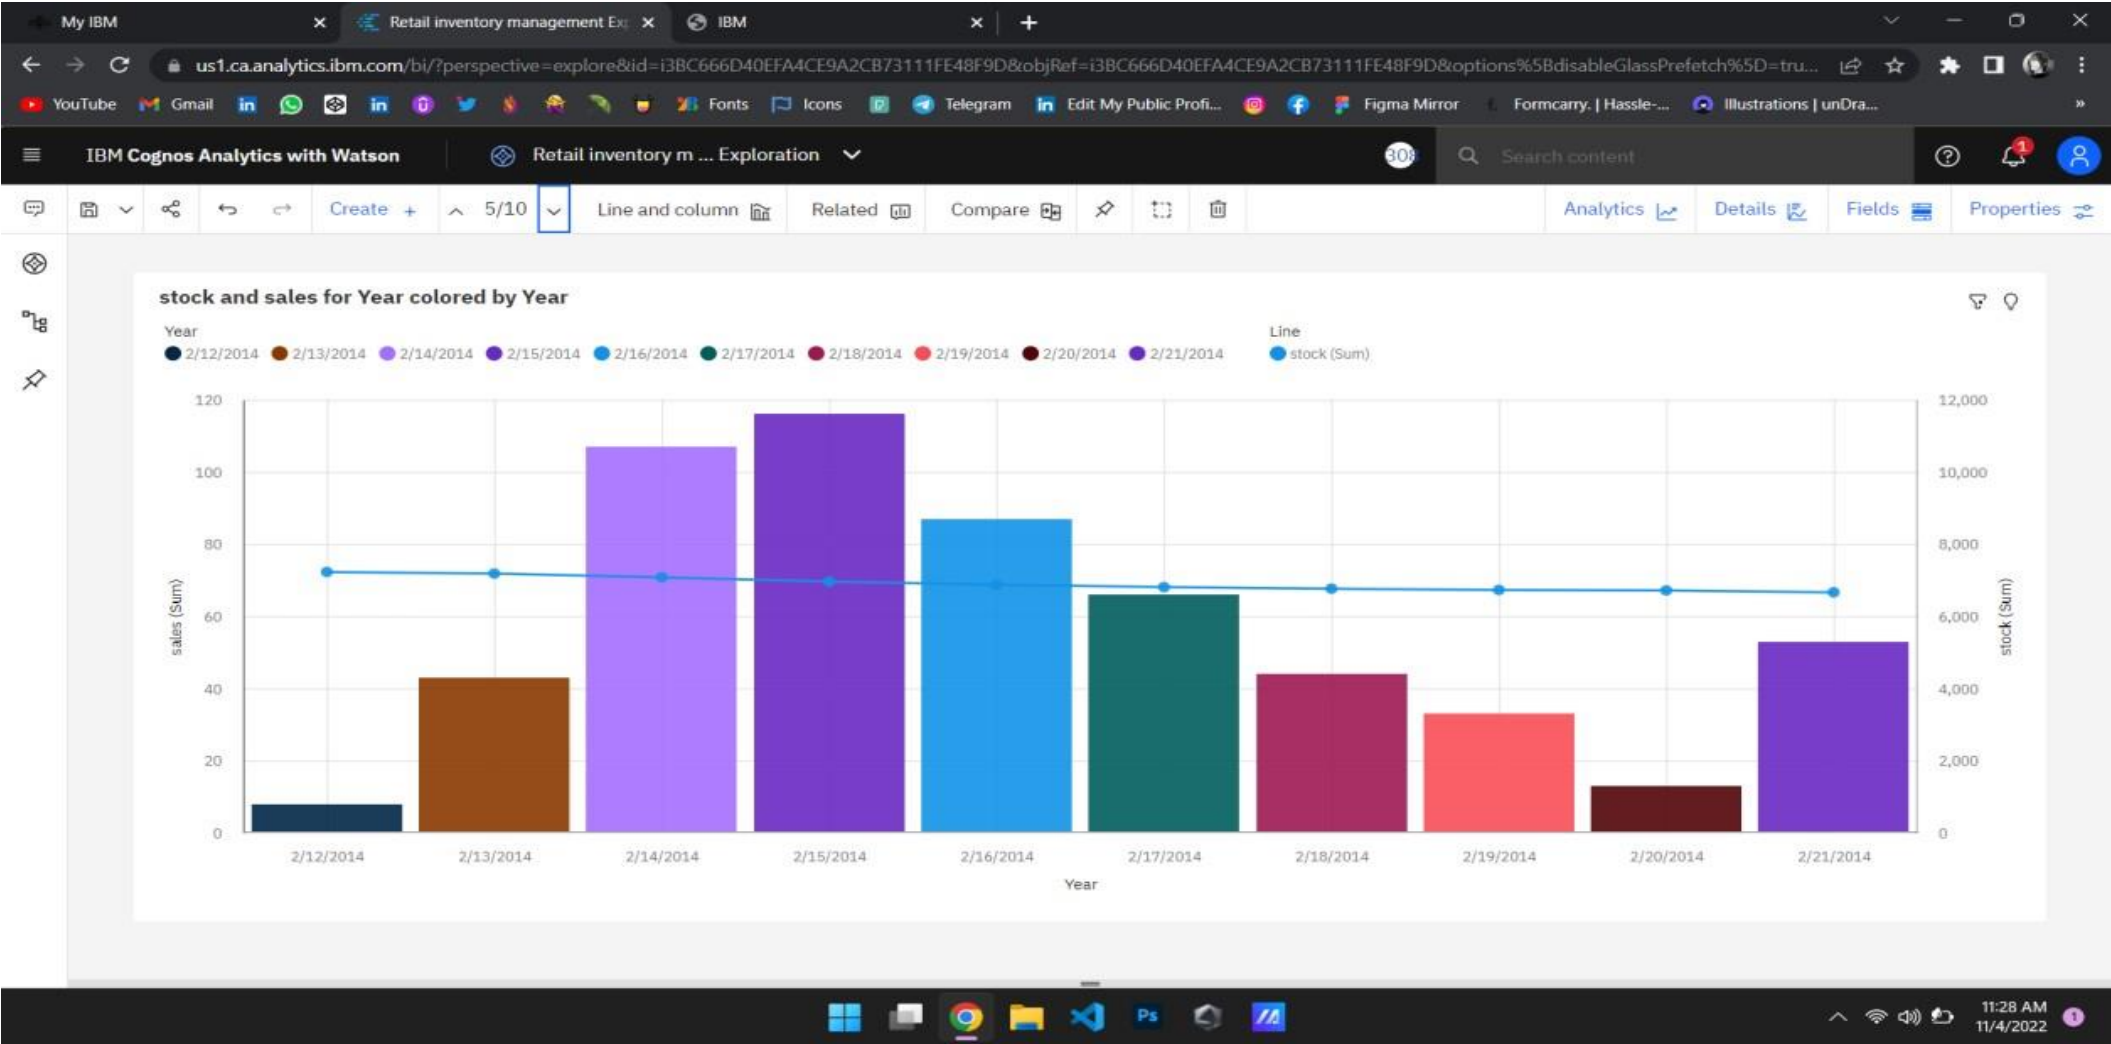 My IBM
Retail inventory management Ex
IBM
us1.ca.analytics.ibm.com/bi/?perspective=explore&id=i3BC666D40EFA4CE9A2CB73111FE48F9D&objRef=i3BC666D40EFA4CE9A2CB73111FE48F9D&options%5BdisableGlassPrefetch%5D=tru...
YouTube Gmail Fonts Icons Telegram Edit My Public Profi... Figma Mirror Formcarry. | Hassle-... Illustrations | unDra... »
IBM Cognos Analytics with Watson
Retail inventory m ... Exploration
308
Search content
1
Create + 5/10 Line and column Related Compare Analytics Details Fields Properties
stock and sales for Year colored by Year
Year
2/12/2014 2/13/2014 2/14/2014 2/15/2014 2/16/2014 2/17/2014 2/18/2014 2/19/2014 2/20/2014 2/21/2014
Line
stock (Sum)
120 12,000
100 10,000
80 8,000
60 6,000
40 4,000
20 2,000
0 0
sales (Sum)
stock (Sum)
2/12/2014 2/13/2014 2/14/2014 2/15/2014 2/16/2014 2/17/2014 2/18/2014 2/19/2014 2/20/2014 2/21/2014
Year
Ps
11:28 AM
11/4/2022
1